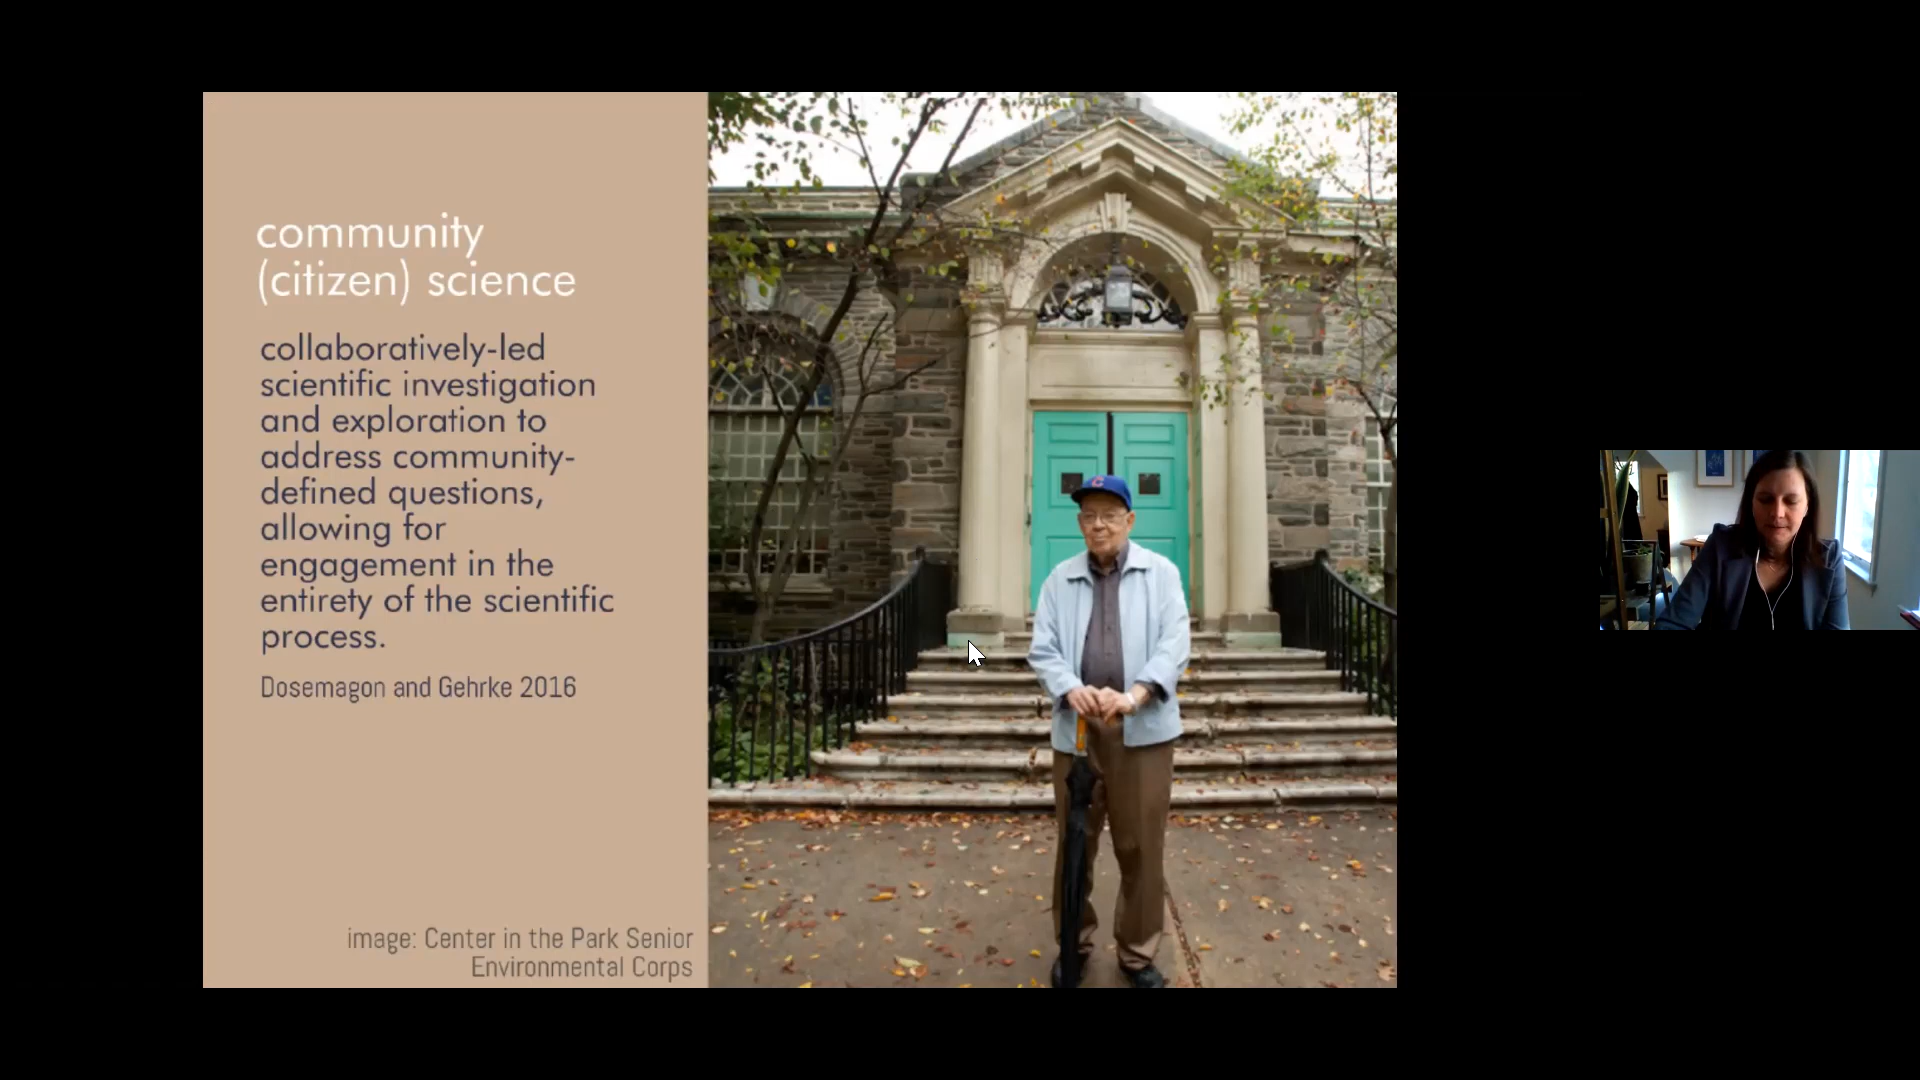 community
(citizen) science
collaboratively-led
scientific investigation
and exploration to
address community-
defined questions,
allowing for
engagement in the
entirety of the scientific
process.
Dosemagon and Gehrke 2016
image: Center in the Park Senior
Environmental Corps
C